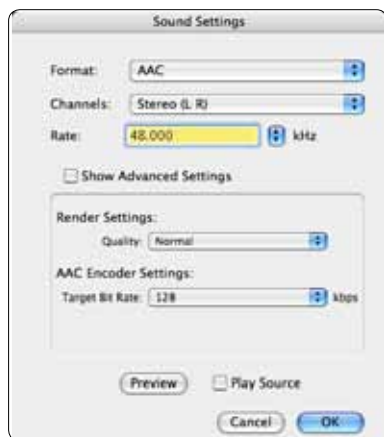 Sound Settings
Format: AAC
Channels: Stereo (L R)
Rate: 48.000 kHz
Show Advanced Settings
Render Settings:
Quality: Normal
AAC Encoder Settings:
Target Bit Rate: 128 kbps
Preview Play Source
Cancel OK